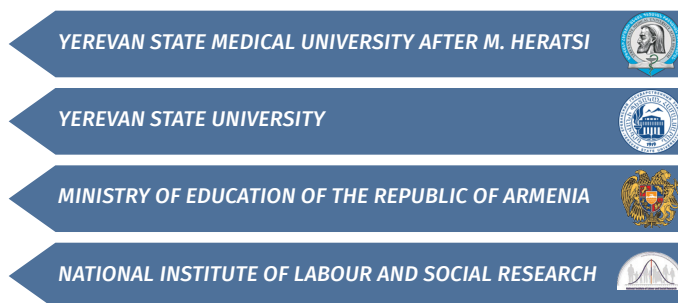 YEREVAN STATE MEDICAL UNIVERSITY AFTER M. HERATSI
YEREVAN STATE UNIVERSITY
1919
MINISTRY OF EDUCATION OF THE REPUBLIC OF ARMENIA
NATIONAL INSTITUTE OF LABOUR AND SOCIAL RESEARCH